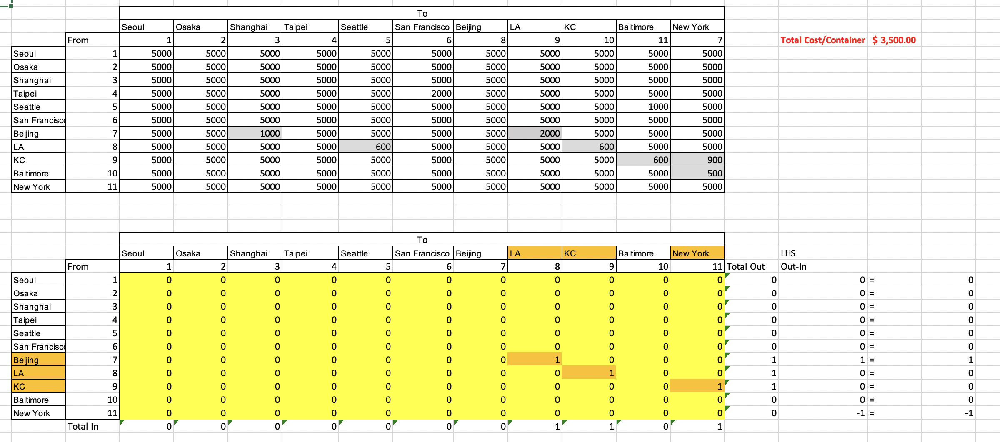 To
Seoul Osaka Shanghai Taipei Seattle San Francisco Beijing LA KC Baltimore New York
From 1 2 3 4 5 6 8 9 10 11 7 Total Cost/Container $ 3,500.00
Seoul 1 5000 5000 5000 5000 5000 5000 5000 5000 5000 5000 5000
Osaka 2 5000 5000 5000 5000 5000 5000 5000 5000 5000 5000 5000
Shanghai 3 5000 5000 5000 5000 5000 5000 5000 5000 5000 5000 5000
Taipei 4 5000 5000 5000 5000 5000 2000 5000 5000 5000 5000 5000
Seattle 5 5000 5000 5000 5000 5000 5000 5000 5000 5000 1000 5000
San Francisco 6 5000 5000 5000 5000 5000 5000 5000 5000 5000 5000 5000
Beijing 7 5000 5000 1000 5000 5000 5000 5000 2000 5000 5000 5000
LA 8 5000 5000 5000 5000 600 5000 5000 5000 600 5000 5000
KC 9 5000 5000 5000 5000 5000 5000 5000 5000 5000 600 900
Baltimore 10 5000 5000 5000 5000 5000 5000 5000 5000 5000 5000 500
New York 11 5000 5000 5000 5000 5000 5000 5000 5000 5000 5000 5000
To
Seoul Osaka Shanghai Taipei Seattle San Francisco Beijing LA KC Baltimore New York LHS
From 1 2 3 4 5 6 7 8 9 10 11 Total Out Out-In
Seoul 1 0 0 0 0 0 0 0 0 0 0 0 0 0 = 0
Osaka 2 0 0 0 0 0 0 0 0 0 0 0 0 0 = 0
Shanghai 3 0 0 0 0 0 0 0 0 0 0 0 0 0 = 0
Taipei 4 0 0 0 0 0 0 0 0 0 0 0 0 0 = 0
Seattle 5 0 0 0 0 0 0 0 0 0 0 0 0 0 = 0
San Francisco 6 0 0 0 0 0 0 0 0 0 0 0 0 0 = 0
Beijing 7 0 0 0 0 0 0 0 1 0 0 0 1 1 = 1
LA 8 0 0 0 0 0 0 0 0 1 0 0 1 0 = 0
KC 9 0 0 0 0 0 0 0 0 0 0 1 1 0 = 0
Baltimore 10 0 0 0 0 0 0 0 0 0 0 0 0 0 = 0
New York 11 0 0 0 0 0 0 0 0 0 0 0 0 -1 = -1
Total In 0 0 0 0 0 0 0 1 1 0 1